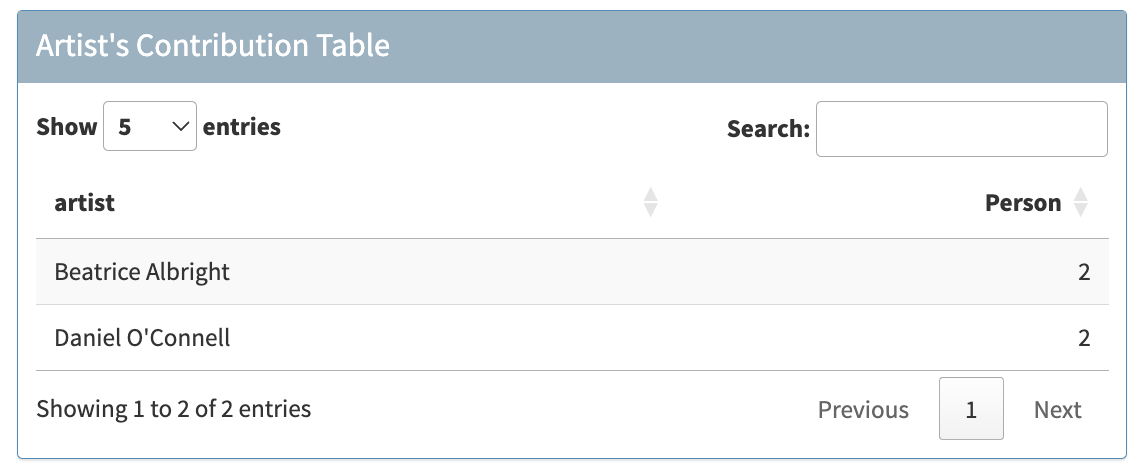 Artist's Contribution Table
Show 5 entries
Search:
artist Person
Beatrice Albright 2
Daniel O'Connell 2
Showing 1 to 2 of 2 entries
Previous 1 Next